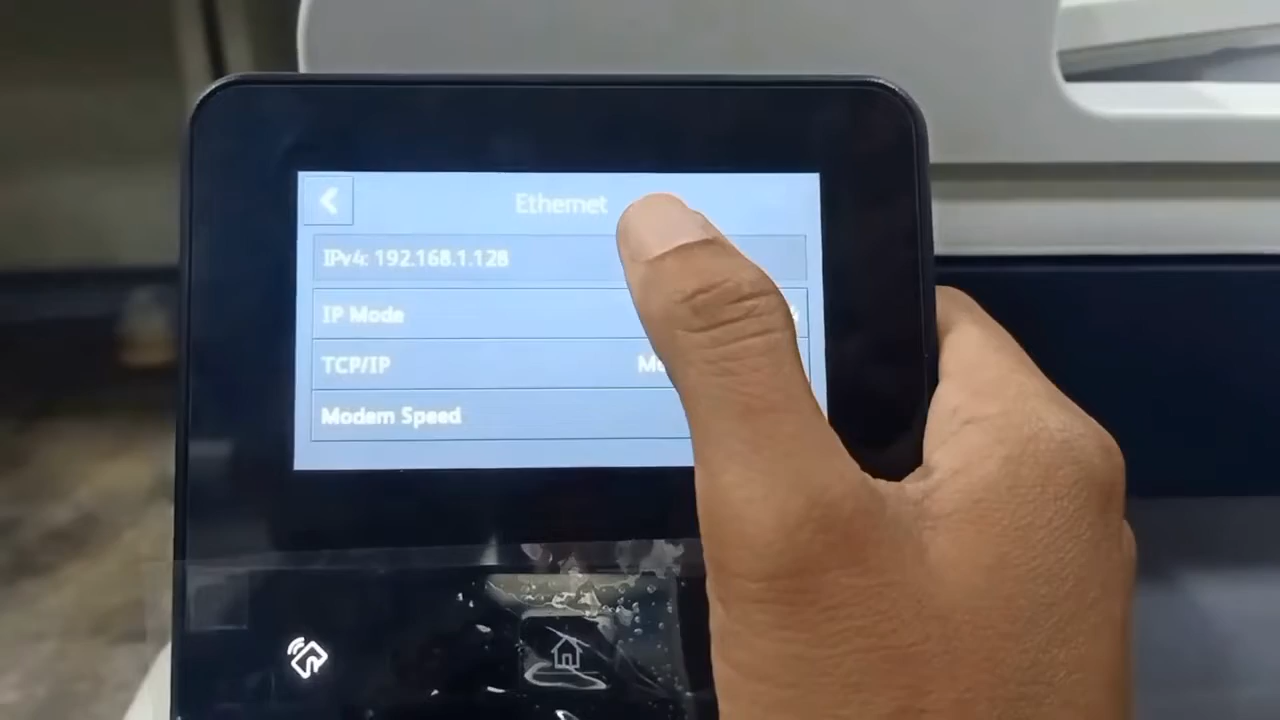 Ethernet
IPv4: 192.168.1.128
IP Mode
TCP/IP
Modem Speed